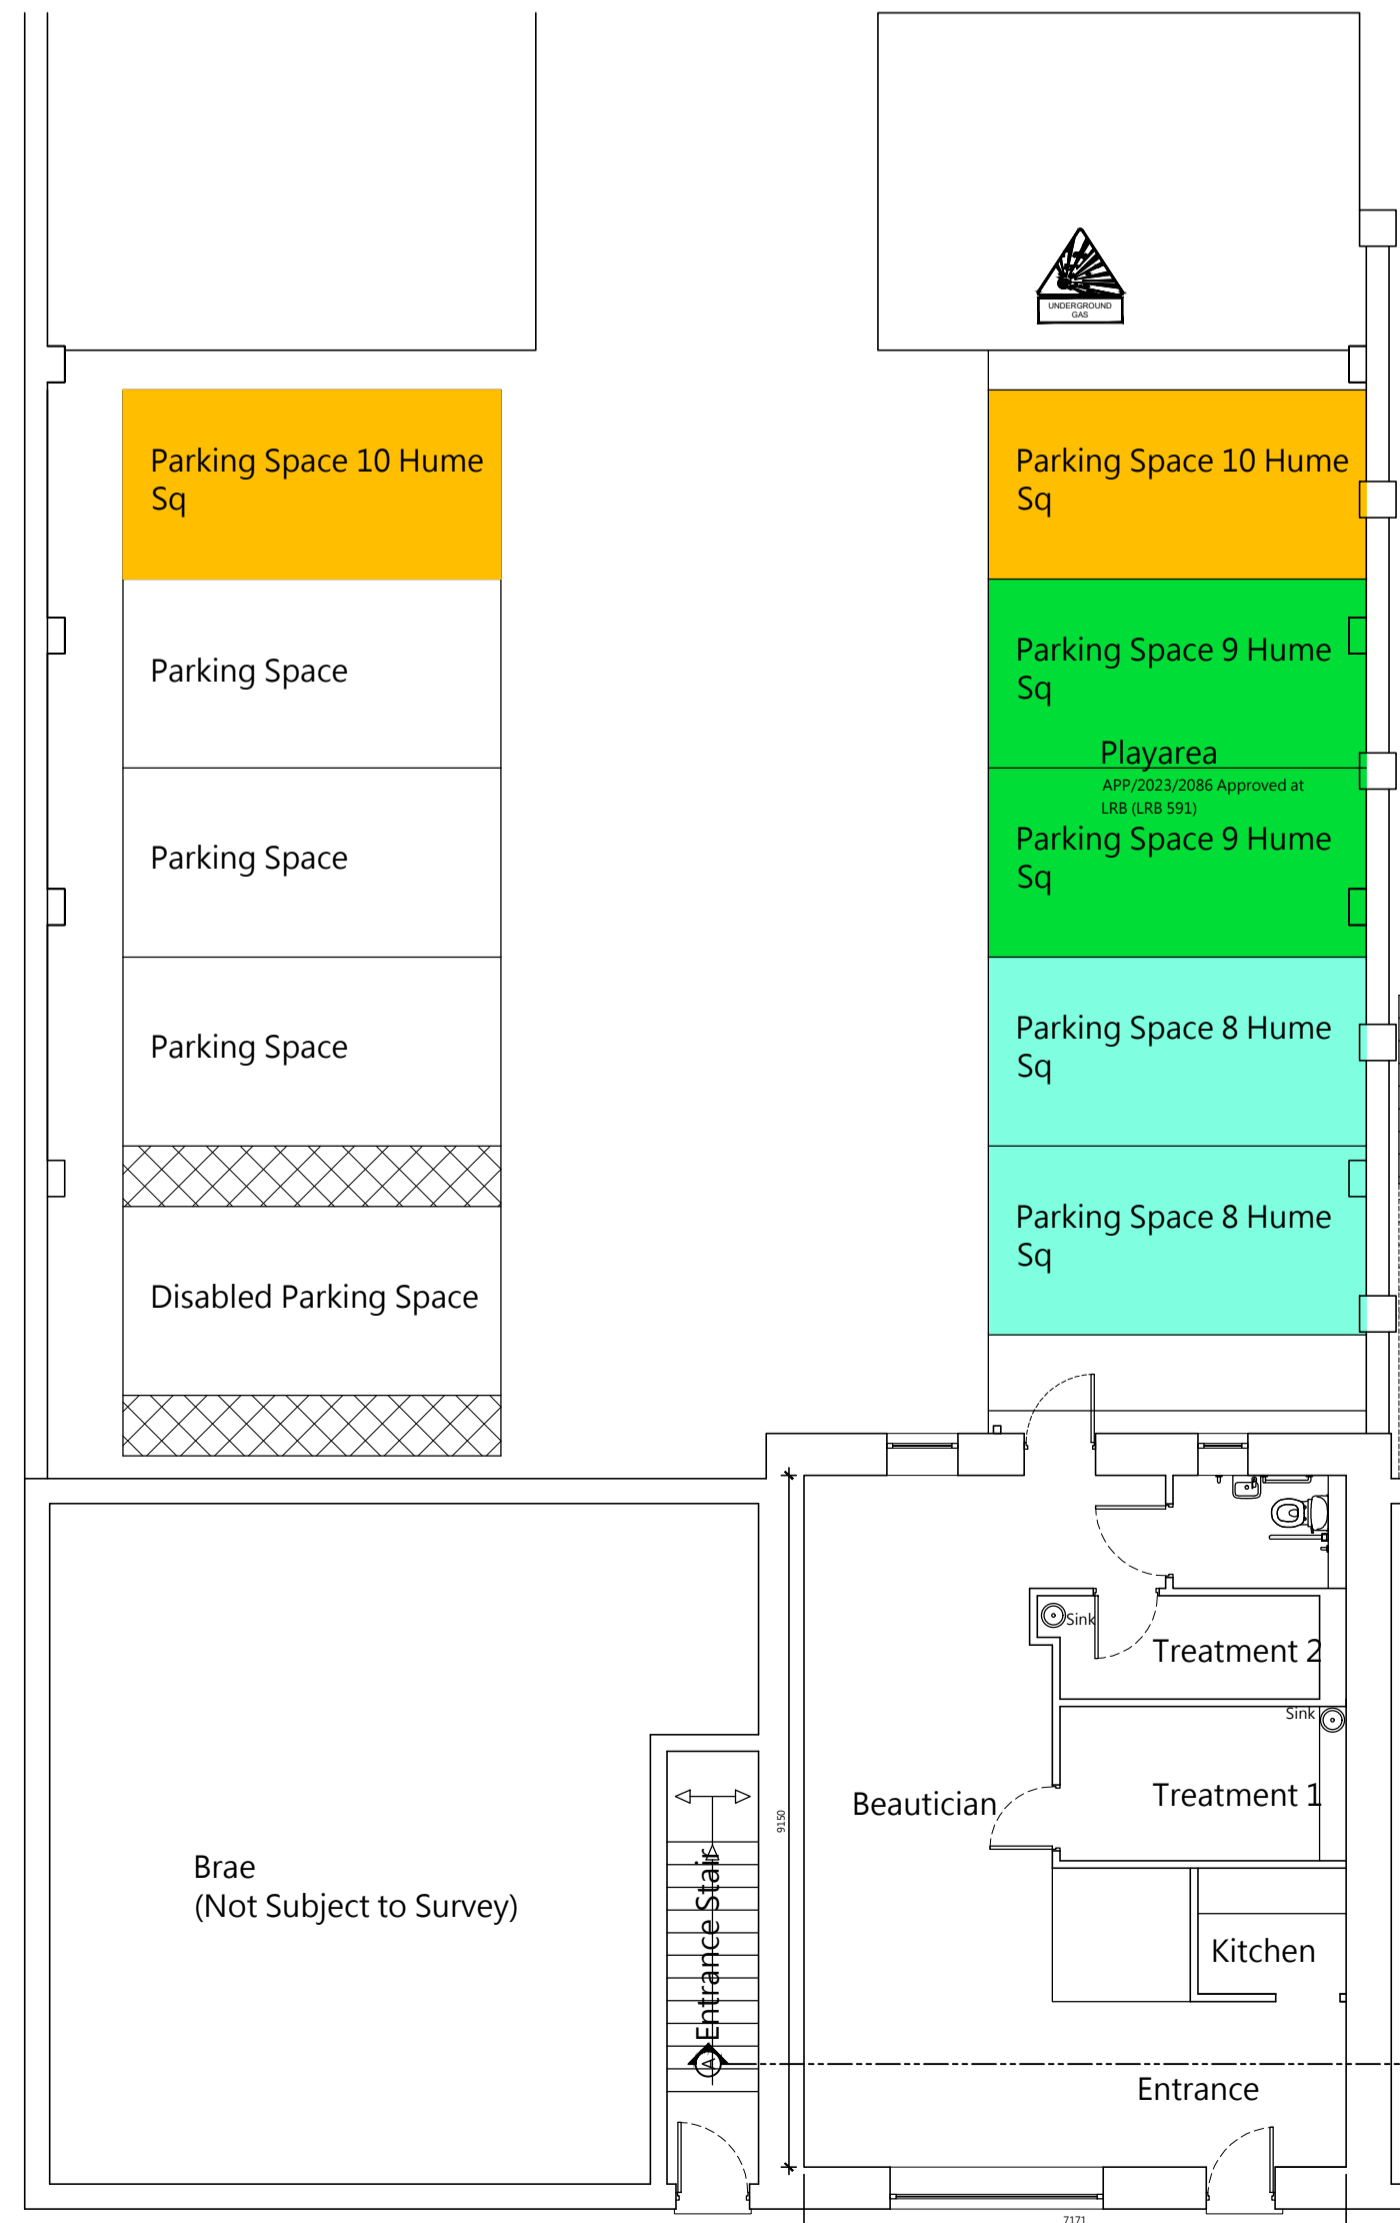 UNDERGROUND
GAS
Parking Space 10 Hume
Sq
Parking Space 10 Hume
Sq
Parking Space
Parking Space 9 Hume
Sq
Playarea
APP/2023/2086 Approved at
LRB (LRB 591)
Parking Space
Parking Space 9 Hume
Sq
Parking Space
Parking Space 8 Hume
Sq
Disabled Parking Space
Parking Space 8 Hume
Sq
Sink
Treatment 2
Sink
Treatment 1
Beautician
9150
Brae
(Not Subject to Survey)
Entrance Stair
A
Kitchen
Entrance
7171